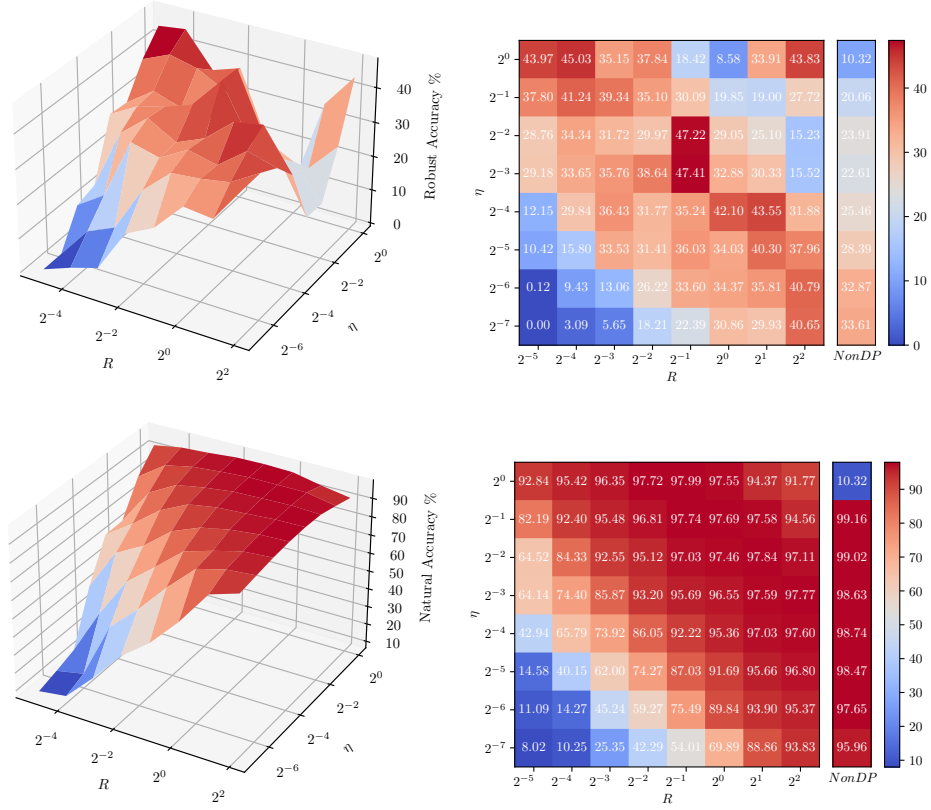 40
30
20
10
0
Robust Accuracy %
2^0
2^−2
2^−4
2^−6
η
2^−4
2^−2
2^0
2^2
R
2^0 43.97 45.03 35.15 37.84 18.42 8.58 33.91 43.83 10.32
2^−1 37.80 41.24 39.34 35.10 30.09 19.85 19.00 27.72 20.06
2^−2 28.76 34.34 31.72 29.97 47.22 29.05 25.10 15.23 23.91
2^−3 29.18 33.65 35.76 38.64 47.41 32.88 30.33 15.52 22.61
η
2^−4 12.15 29.84 36.43 31.77 35.24 42.10 43.55 31.88 25.46
2^−5 10.42 15.80 33.53 31.41 36.03 34.03 40.30 37.96 28.39
2^−6 0.12 9.43 13.06 26.22 33.60 34.37 35.81 40.79 32.87
2^−7 0.00 3.09 5.65 18.21 22.39 30.86 29.93 40.65 33.61
2^−5 2^−4 2^−3 2^−2 2^−1 2^0 2^1 2^2 NonDP
R
40
30
20
10
0
90
80
70
60
50
40
30
20
10
Natural Accuracy %
2^0
2^−2
2^−4
2^−6
η
2^−4
2^−2
2^0
2^2
R
2^0 92.84 95.42 96.35 97.72 97.99 97.55 94.37 91.77 10.32
2^−1 82.19 92.40 95.48 96.81 97.74 97.69 97.58 94.56 99.16
2^−2 64.52 84.33 92.55 95.12 97.03 97.46 97.84 97.11 99.02
2^−3 64.14 74.40 85.87 93.20 95.69 96.55 97.59 97.77 98.63
η
2^−4 42.94 65.79 73.92 86.05 92.22 95.36 97.03 97.60 98.74
2^−5 14.58 40.15 62.00 74.27 87.03 91.69 95.66 96.80 98.47
2^−6 11.09 14.27 45.24 59.27 75.49 89.84 93.90 95.37 97.65
2^−7 8.02 10.25 25.35 42.29 54.01 69.89 88.86 93.83 95.96
2^−5 2^−4 2^−3 2^−2 2^−1 2^0 2^1 2^2 NonDP
R
90
80
70
60
50
40
30
20
10